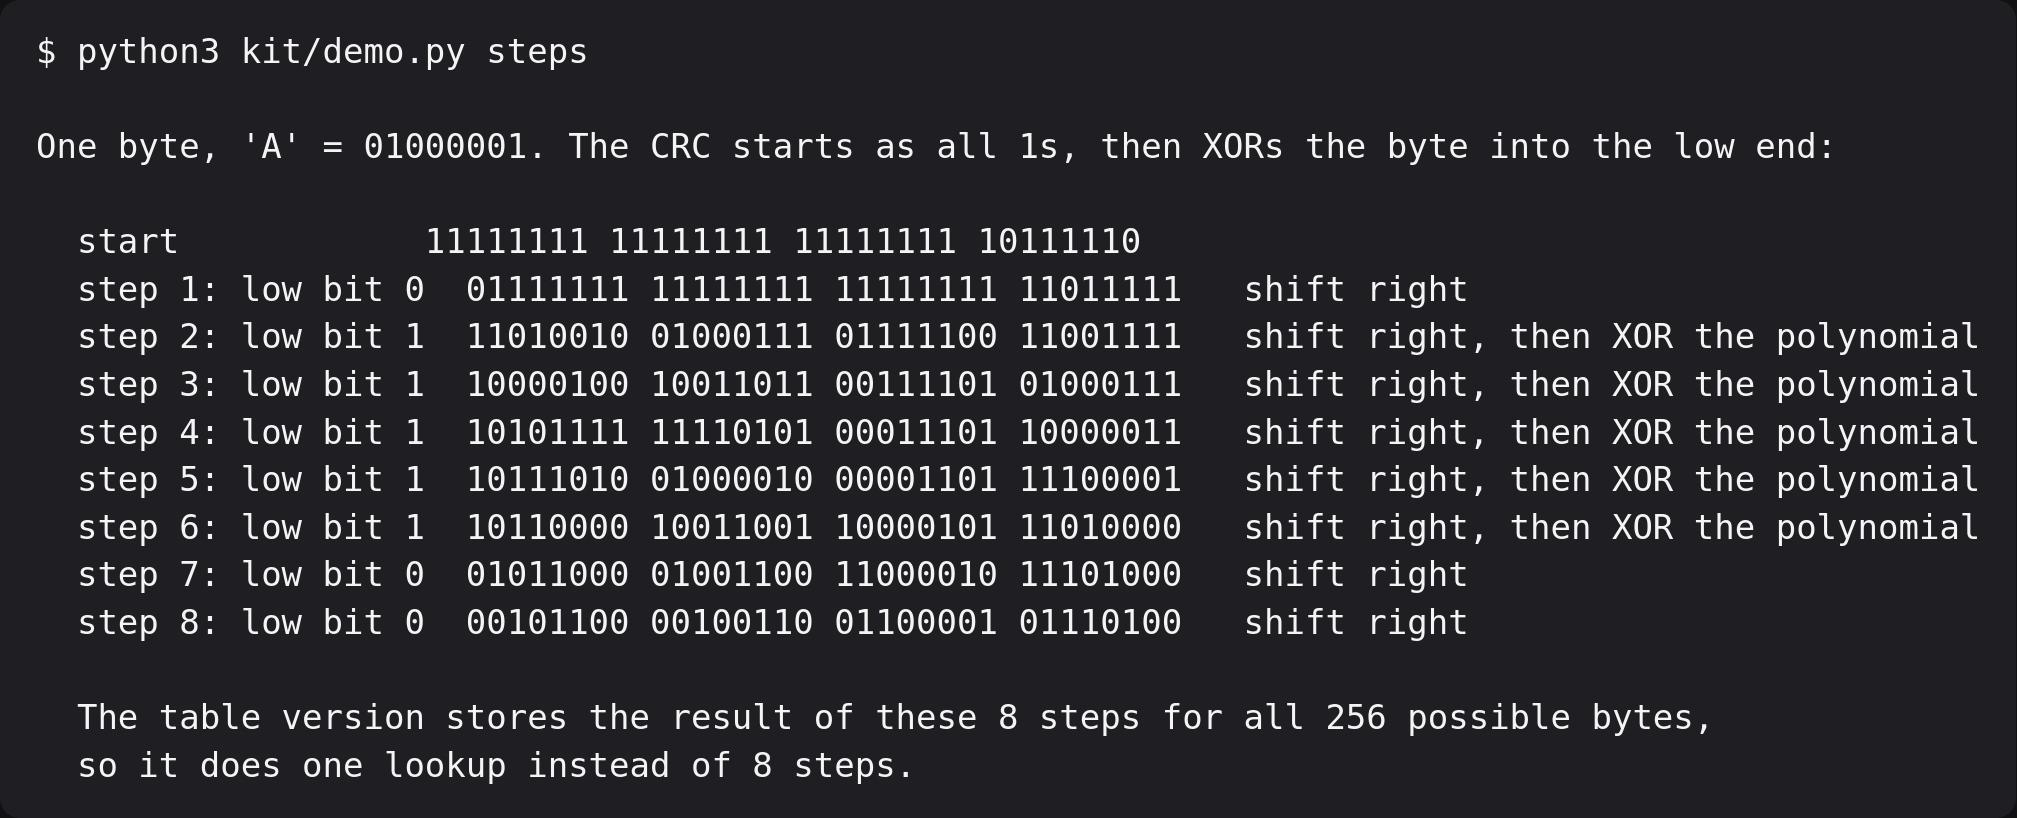 $ python3 kit/demo.py steps
One byte, 'A' = 01000001. The CRC starts as all 1s, then XORs the byte into the low end:
start            11111111 11111111 11111111 10111110
step 1: low bit 0  01111111 11111111 11111111 11011111   shift right
step 2: low bit 1  11010010 01000111 01111100 11001111   shift right, then XOR the polynomial
step 3: low bit 1  10000100 10011011 00111101 01000111   shift right, then XOR the polynomial
step 4: low bit 1  10101111 11110101 00011101 10000011   shift right, then XOR the polynomial
step 5: low bit 1  10111010 01000010 00001101 11100001   shift right, then XOR the polynomial
step 6: low bit 1  10110000 10011001 10000101 11010000   shift right, then XOR the polynomial
step 7: low bit 0  01011000 01001100 11000010 11101000   shift right
step 8: low bit 0  00101100 00100110 01100001 01110100   shift right
The table version stores the result of these 8 steps for all 256 possible bytes,
so it does one lookup instead of 8 steps.